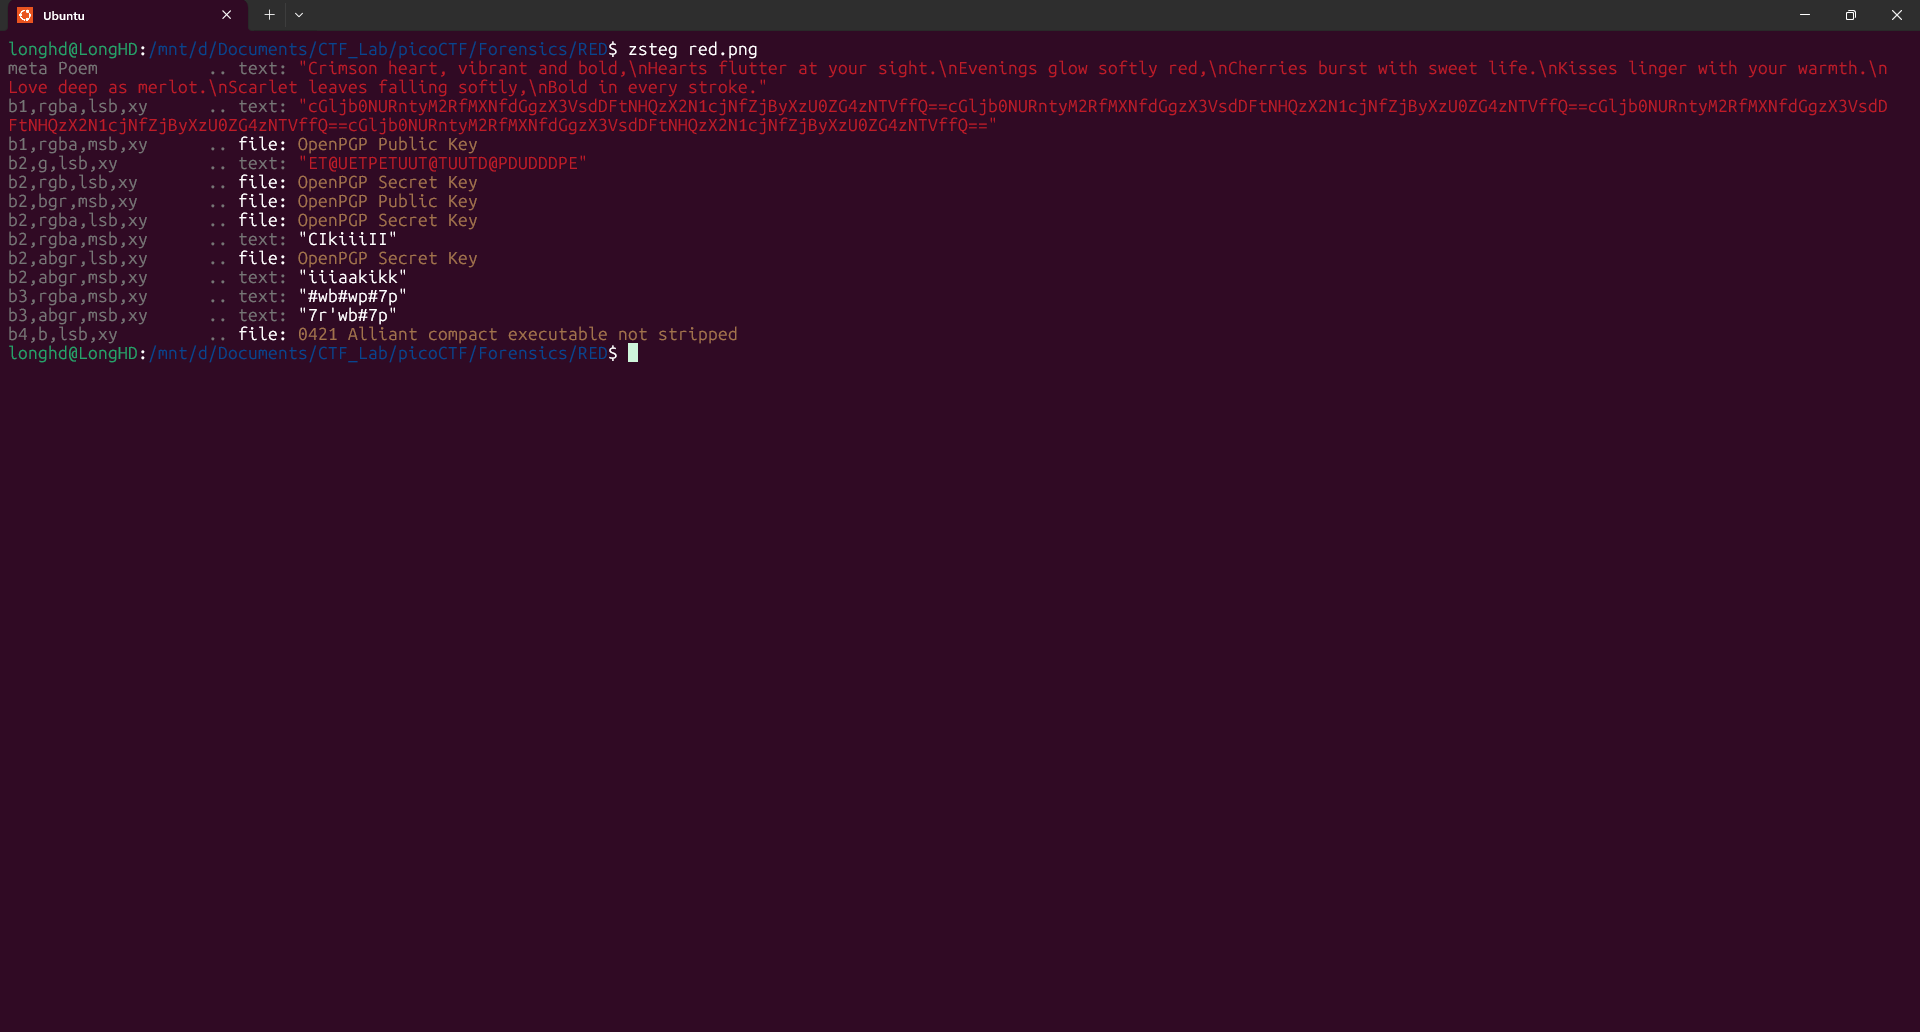 Ubuntu
longhd@LongHD:/mnt/d/Documents/CTF_Lab/picoCTF/Forensics/RED$ zsteg red.png
meta Poem           .. text: "Crimson heart, vibrant and bold,\nHearts flutter at your sight.\nEvenings glow softly red,\nCherries burst with sweet life.\nKisses linger with your warmth.\n
Love deep as merlot.\nScarlet leaves falling softly,\nBold in every stroke."
b1,rgba,lsb,xy      .. text: "cGljb0NURntyM2RfMXNfdGgzX3VsdDFtNHQzX2N1cjNfZjByXzU0ZG4zNTVffQ==cGljb0NURntyM2RfMXNfdGgzX3VsdDFtNHQzX2N1cjNfZjByXzU0ZG4zNTVffQ==cGljb0NURntyM2RfMXNfdGgzX3VsdD
FtNHQzX2N1cjNfZjByXzU0ZG4zNTVffQ==cGljb0NURntyM2RfMXNfdGgzX3VsdDFtNHQzX2N1cjNfZjByXzU0ZG4zNTVffQ=="
b1,rgba,msb,xy      .. file: OpenPGP Public Key
b2,g,lsb,xy         .. text: "ET@UETPETUUT@TUUTD@PDUDDDPE"
b2,rgb,lsb,xy       .. file: OpenPGP Secret Key
b2,bgr,msb,xy       .. file: OpenPGP Public Key
b2,rgba,lsb,xy      .. file: OpenPGP Secret Key
b2,rgba,msb,xy      .. text: "CIkiiiII"
b2,abgr,lsb,xy      .. file: OpenPGP Secret Key
b2,abgr,msb,xy      .. text: "iiiaakikk"
b3,rgba,msb,xy      .. text: "#wb#wp#7p"
b3,abgr,msb,xy      .. text: "7r'wb#7p"
b4,b,lsb,xy         .. file: 0421 Alliant compact executable not stripped
longhd@LongHD:/mnt/d/Documents/CTF_Lab/picoCTF/Forensics/RED$